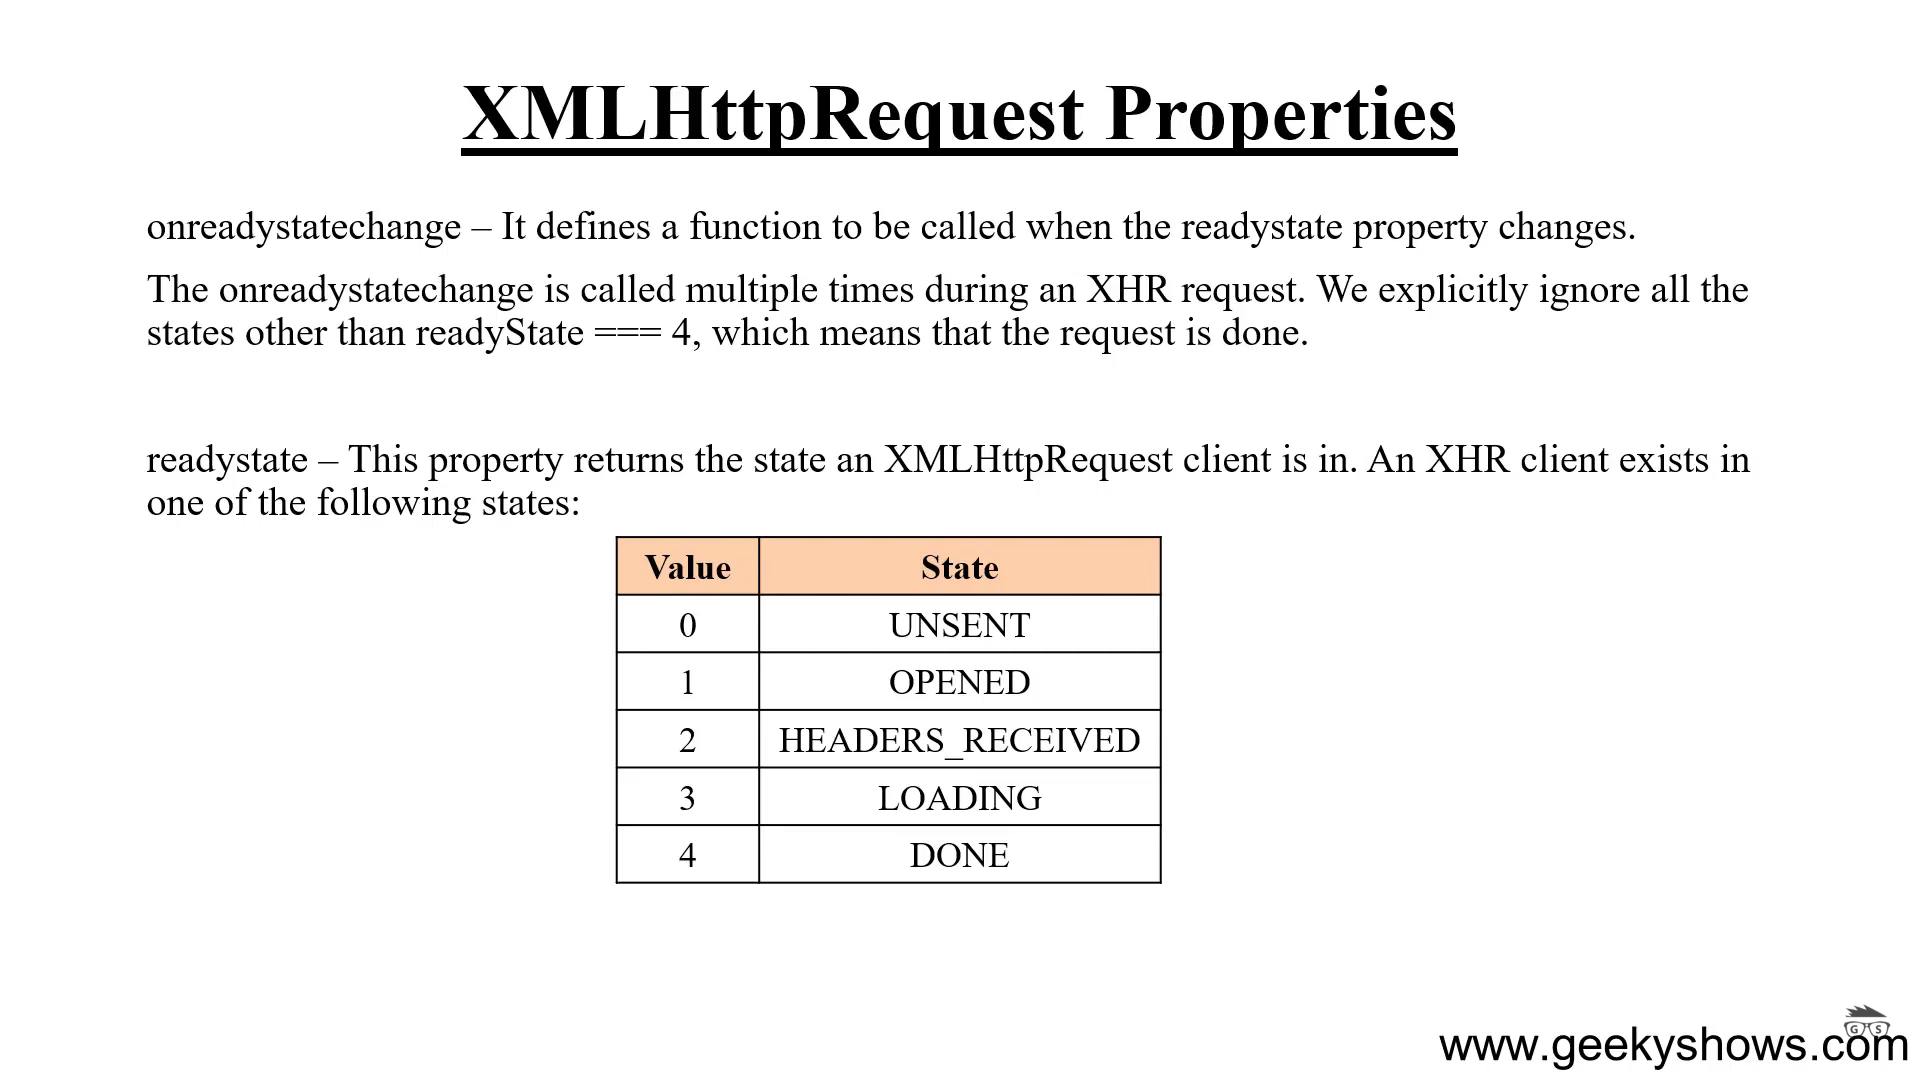 XMLHttpRequest Properties
onreadystatechange – It defines a function to be called when the readystate property changes.
The onreadystatechange is called multiple times during an XHR request. We explicitly ignore all the
states other than readyState === 4, which means that the request is done.
readystate – This property returns the state an XMLHttpRequest client is in. An XHR client exists in
one of the following states:
Value State
0 UNSENT
1 OPENED
2 HEADERS_RECEIVED
3 LOADING
4 DONE
G S
www.geekyshows.com